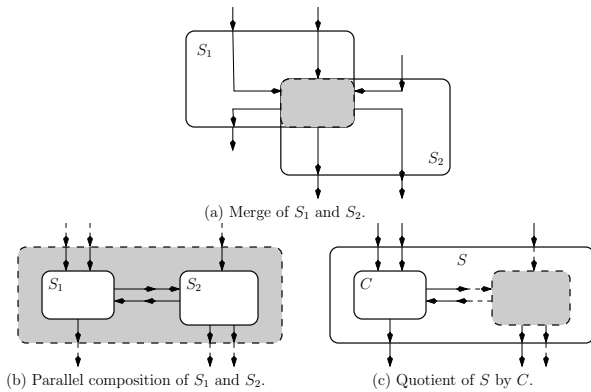 S₁
S₂
(a) Merge of S₁ and S₂.
S₁
S₂
(b) Parallel composition of S₁ and S₂.
S
C
(c) Quotient of S by C.